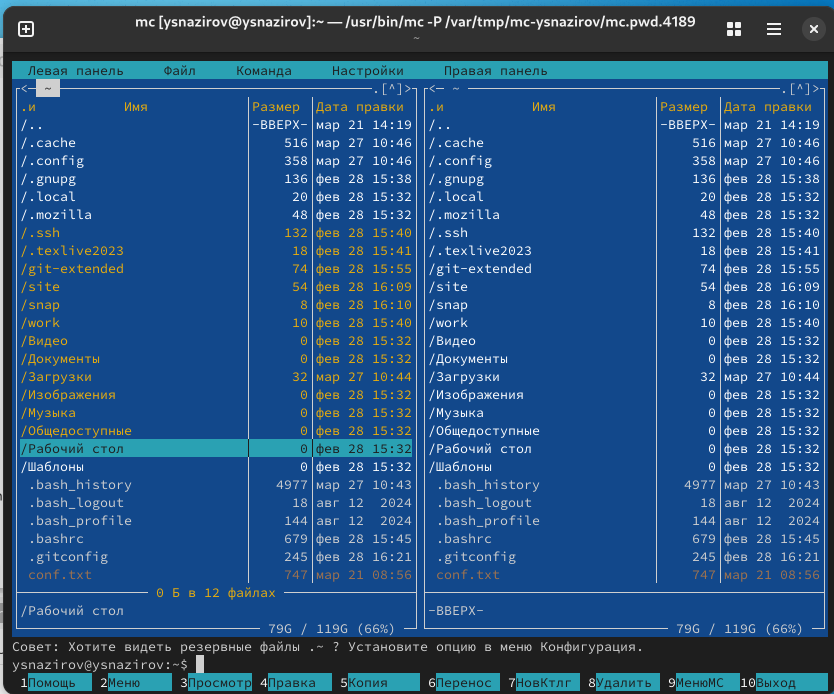 mc [ysnazirov@ysnazirov]:~ — /usr/bin/mc -P /var/tmp/mc-ysnazirov/mc.pwd.4189
~
Левая панель Файл Команда Настройки Правая панель
<— ~ .[^]> <— ~ .[^]>
.и Имя Размер Дата правки .и Имя Размер Дата правки
/.. -ВВЕРХ- мар 21 14:19 /.. -ВВЕРХ- мар 21 14:19
/.cache 516 мар 27 10:46 /.cache 516 мар 27 10:46
/.config 358 мар 27 10:46 /.config 358 мар 27 10:46
/.gnupg 136 фев 28 15:38 /.gnupg 136 фев 28 15:38
/.local 20 фев 28 15:32 /.local 20 фев 28 15:32
/.mozilla 48 фев 28 15:32 /.mozilla 48 фев 28 15:32
/.ssh 132 фев 28 15:40 /.ssh 132 фев 28 15:40
/.texlive2023 18 фев 28 15:41 /.texlive2023 18 фев 28 15:41
/git-extended 74 фев 28 15:55 /git-extended 74 фев 28 15:55
/site 54 фев 28 16:09 /site 54 фев 28 16:09
/snap 8 фев 28 16:10 /snap 8 фев 28 16:10
/work 10 фев 28 15:40 /work 10 фев 28 15:40
/Видео 0 фев 28 15:32 /Видео 0 фев 28 15:32
/Документы 0 фев 28 15:32 /Документы 0 фев 28 15:32
/Загрузки 32 мар 27 10:44 /Загрузки 32 мар 27 10:44
/Изображения 0 фев 28 15:32 /Изображения 0 фев 28 15:32
/Музыка 0 фев 28 15:32 /Музыка 0 фев 28 15:32
/Общедоступные 0 фев 28 15:32 /Общедоступные 0 фев 28 15:32
/Рабочий стол 0 фев 28 15:32 /Рабочий стол 0 фев 28 15:32
/Шаблоны 0 фев 28 15:32 /Шаблоны 0 фев 28 15:32
.bash_history 4977 мар 27 10:43 .bash_history 4977 мар 27 10:43
.bash_logout 18 авг 12 2024 .bash_logout 18 авг 12 2024
.bash_profile 144 авг 12 2024 .bash_profile 144 авг 12 2024
.bashrc 679 фев 28 15:45 .bashrc 679 фев 28 15:45
.gitconfig 245 фев 28 16:21 .gitconfig 245 фев 28 16:21
conf.txt 747 мар 21 08:56 conf.txt 747 мар 21 08:56
0 Б в 12 файлах
/Рабочий стол -ВВЕРХ-
79G / 119G (66%) 79G / 119G (66%)
Совет: Хотите видеть резервные файлы .~ ? Установите опцию в меню Конфигурация.
ysnazirov@ysnazirov:~$
1Помощь 2Меню 3Просмотр 4Правка 5Копия 6Перенос 7НовКтлг 8Удалить 9МенюMC 10Выход